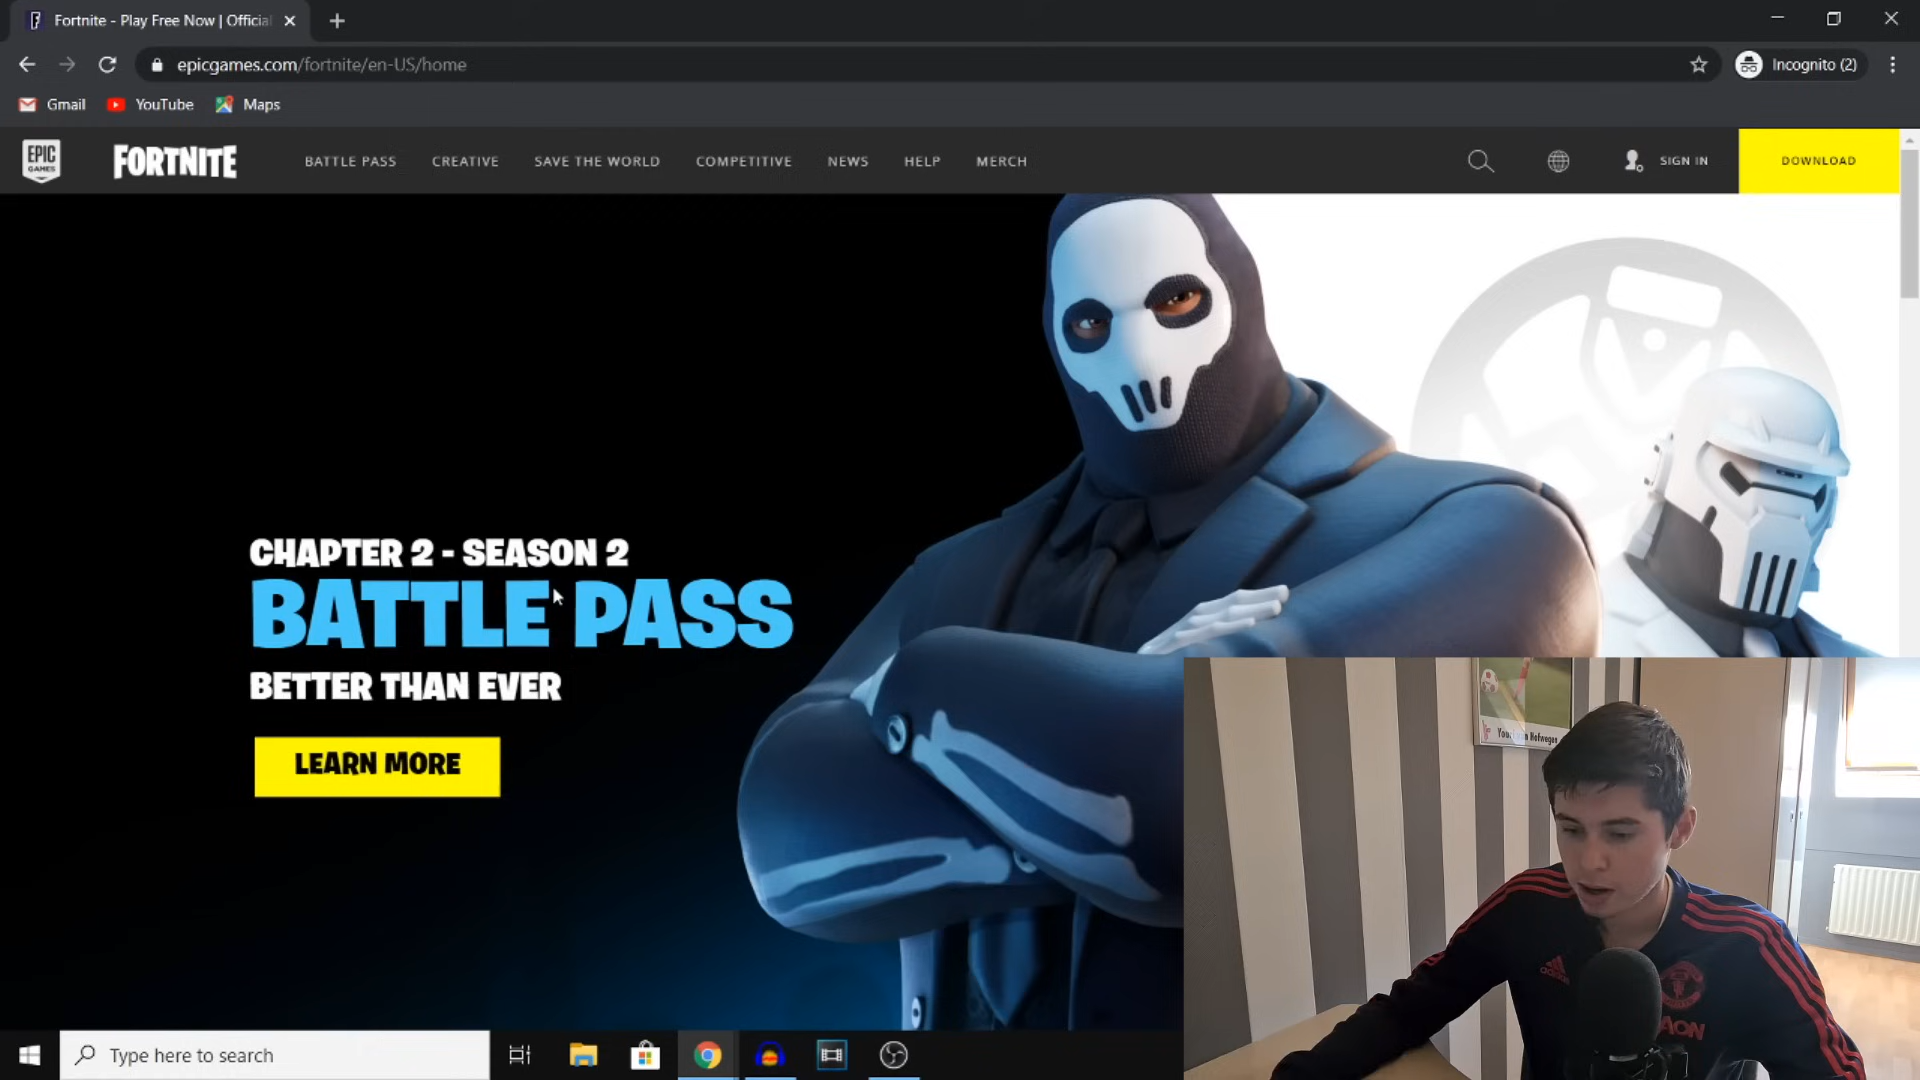 Fortnite - Play Free Now | Official
epicgames.com/fortnite/en-US/home
Incognito (2)
Gmail
YouTube
Maps
EPIC GAMES
FORTNITE
BATTLE PASS
CREATIVE
SAVE THE WORLD
COMPETITIVE
NEWS
HELP
MERCH
SIGN IN
DOWNLOAD
CHAPTER 2 - SEASON 2
BATTLE PASS
BETTER THAN EVER
LEARN MORE
adidas
AON
Type here to search